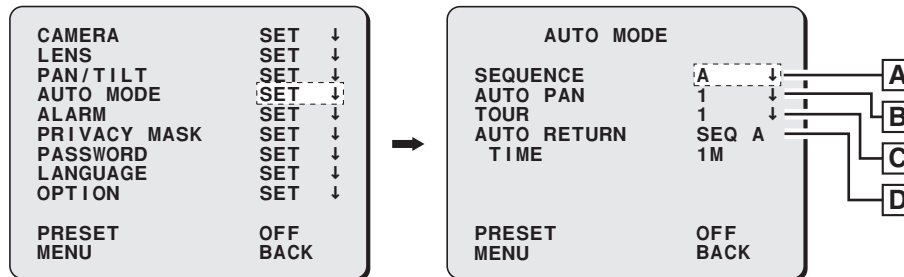 CAMERA SET ↓
LENS SET ↓
PAN/TILT SET ↓
AUTO MODE SET ↓
ALARM SET ↓
PRIVACY MASK SET ↓
PASSWORD SET ↓
LANGUAGE SET ↓
OPTION SET ↓
PRESET OFF
MENU BACK
AUTO MODE
SEQUENCE A ↓
AUTO PAN 1 ↓
TOUR 1 ↓
AUTO RETURN SEQ A
TIME 1M
PRESET OFF
MENU BACK
A
B
C
D